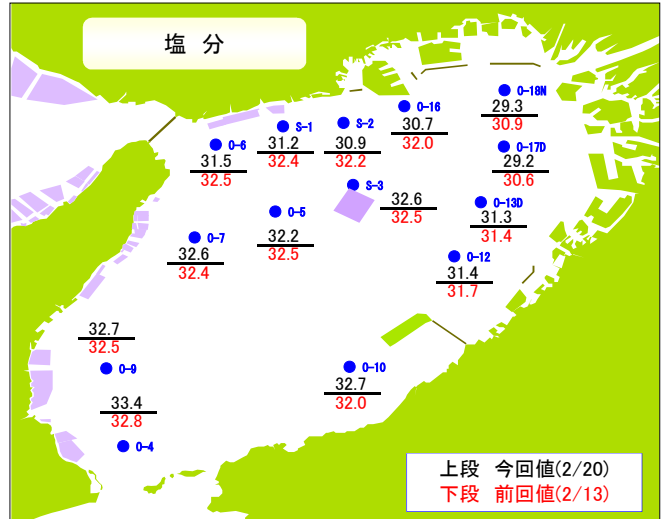 塩 分
O-18N
29.3
30.9
O-16
30.7
32.0
S-2
30.9
32.2
S-1
31.2
32.4
O-6
31.5
32.5
O-17D
29.2
30.6
S-3
32.6
32.5
O-13D
31.3
31.4
O-5
32.2
32.5
O-7
32.6
32.4
O-12
31.4
31.7
32.7
32.5
O-9
O-10
32.7
32.0
33.4
32.8
O-4
上段 今回値(2/20)
下段 前回値(2/13)